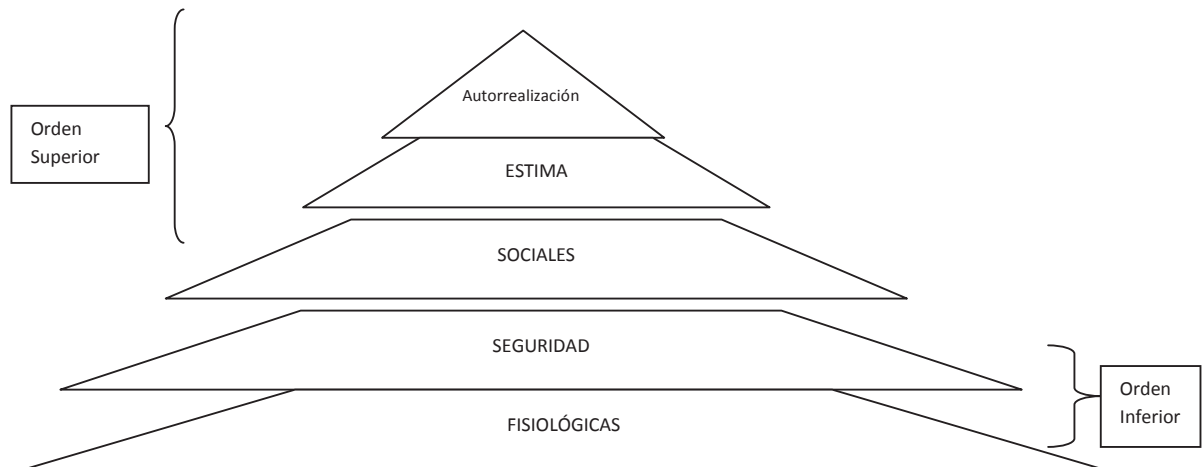 Autorrealización
Orden
Superior
ESTIMA
SOCIALES
SEGURIDAD
Orden
Inferior
FISIOLÓGICAS